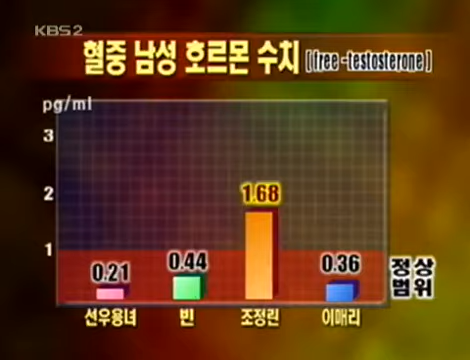 KBS2
혈중 남성 호르몬 수치 [free-testosterone]
pg/ml
3
2
1
0.21
0.44
1.68
0.36
정상
범위
선우용녀 빈 조정린 이매리